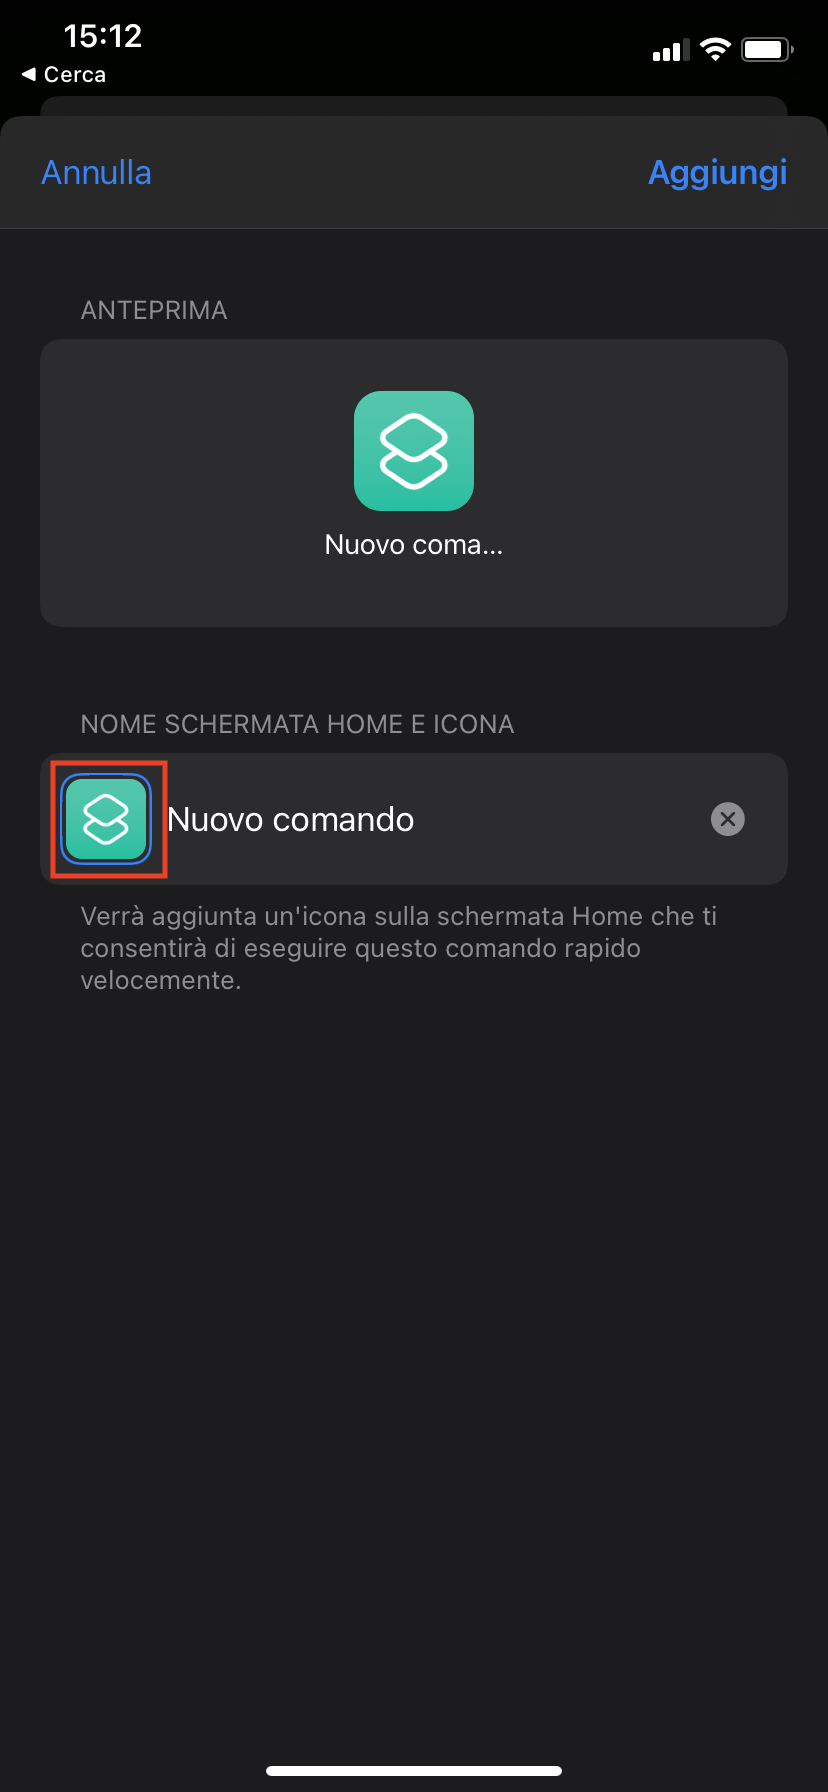 15:12
◀ Cerca
Annulla
Aggiungi
ANTEPRIMA
Nuovo coma...
NOME SCHERMATA HOME E ICONA
Nuovo comando
Verrà aggiunta un'icona sulla schermata Home che ti
consentirà di eseguire questo comando rapido
velocemente.